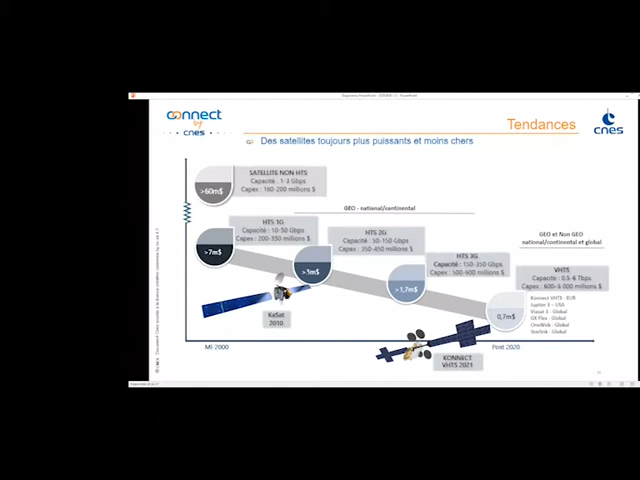 connect
by
cnes
Tendances
cnes
Des satellites toujours plus puissants et moins chers
SATELLITE NON HTS
Capacité : 1-3 Gbps
Capex : 160-200 millions $
>60m$
GEO - national/continental
HTS 1G
Capacité : 10-50 Gbps
Capex : 200-350 millions $
>7m$
HTS 2G
Capacité : 50-150 Gbps
Capex : 350-450 millions $
>3m$
HTS 3G
Capacité : 150-350 Gbps
Capex : 500-600 millions $
>1,7m$
GEO et Non GEO
national/continental et global
VHTS
Capacité : 0.5-6 Tbps
Capex : 600-5 000 millions $
0,7m$
Konnect VHTS - EUR
Jupiter 3 - USA
Viasat 3 - Global
GX Flex - Global
OneWeb - Global
Starlink - Global
KaSat
2010
KONNECT
VHTS 2021
Mi 2000
Post 2020